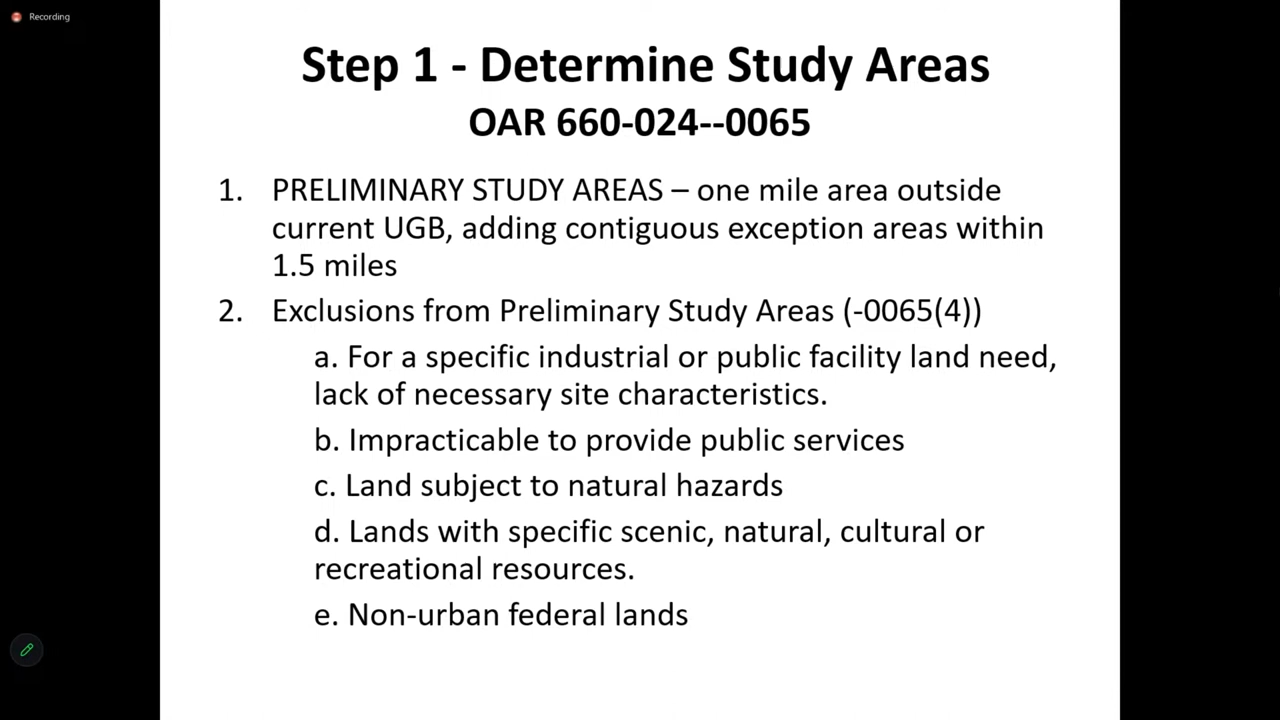 Recording
Step 1 - Determine Study Areas
OAR 660-024--0065
1. PRELIMINARY STUDY AREAS – one mile area outside
current UGB, adding contiguous exception areas within
1.5 miles
2. Exclusions from Preliminary Study Areas (-0065(4))
a. For a specific industrial or public facility land need,
lack of necessary site characteristics.
b. Impracticable to provide public services
c. Land subject to natural hazards
d. Lands with specific scenic, natural, cultural or
recreational resources.
e. Non-urban federal lands